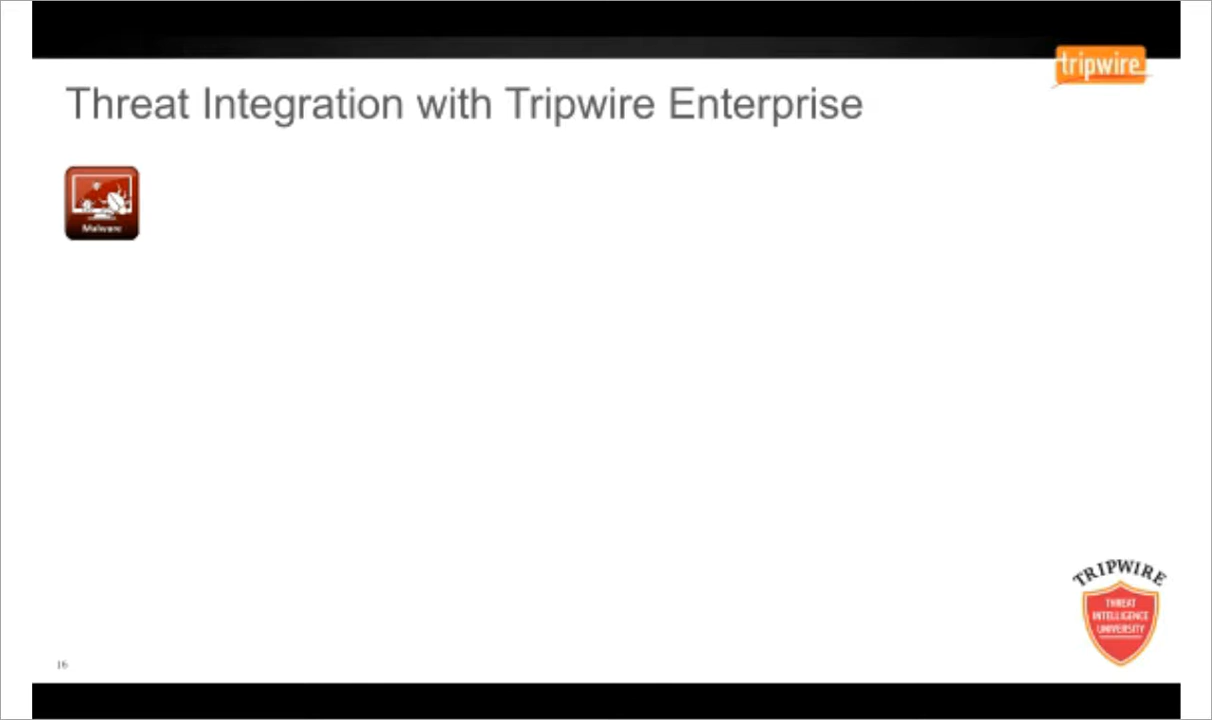 tripwire
Threat Integration with Tripwire Enterprise
Malware
TRIPWIRE
THREAT
INTELLIGENCE
UNIVERSITY
16